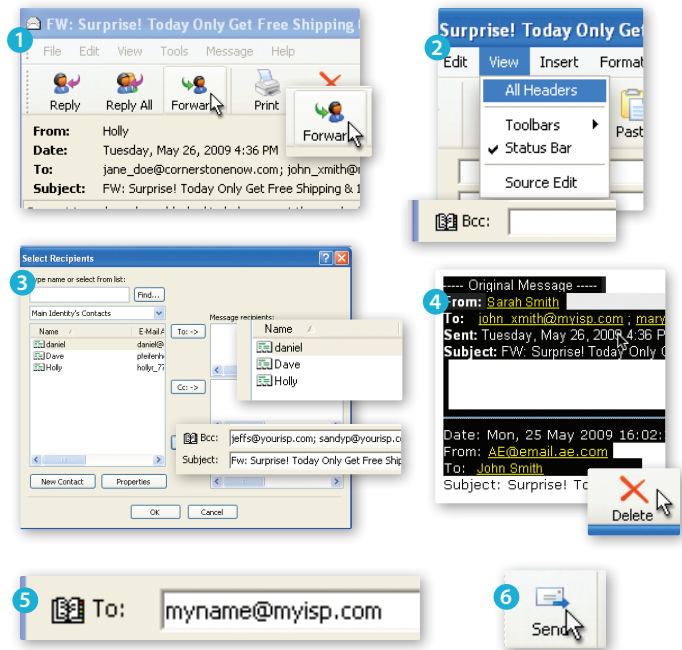 1
FW: Surprise! Today Only Get Free Shipping &
File Edit View Tools Message Help
Reply Reply All Forward Print
Forward
From: Holly
Date: Tuesday, May 26, 2009 4:36 PM
To: jane_doe@cornerstonenow.com; john_xmith@
Subject: FW: Surprise! Today Only Get Free Shipping & 1
2
Surprise! Today Only Get
Edit View Insert Format
All Headers
Toolbars
Status Bar
Source Edit
Past
Bcc:
3
Select Recipients
Type name or select from list:
Find...
Main Identity's Contacts
Message recipients:
Name / E-Mail A To: ->
daniel daniel@
Dave pfeifenh
Holly hollyr_77
Cc: ->
Name /
daniel
Dave
Holly
Bcc: jeffs@yourisp.com; sandyp@yourisp.co
Subject: Fw: Surprise! Today Only Get Free Ship
New Contact Properties
OK Cancel
4
----- Original Message -----
From: Sarah Smith
To: john_xmith@myisp.com ; mary
Sent: Tuesday, May 26, 2009 4:36 P
Subject: FW: Surprise! Today Only G
Date: Mon, 25 May 2009 16:02:
From: AE@email.ae.com
To: John Smith
Subject: Surprise! To
Delete
5
To: myname@myisp.com
6
Send